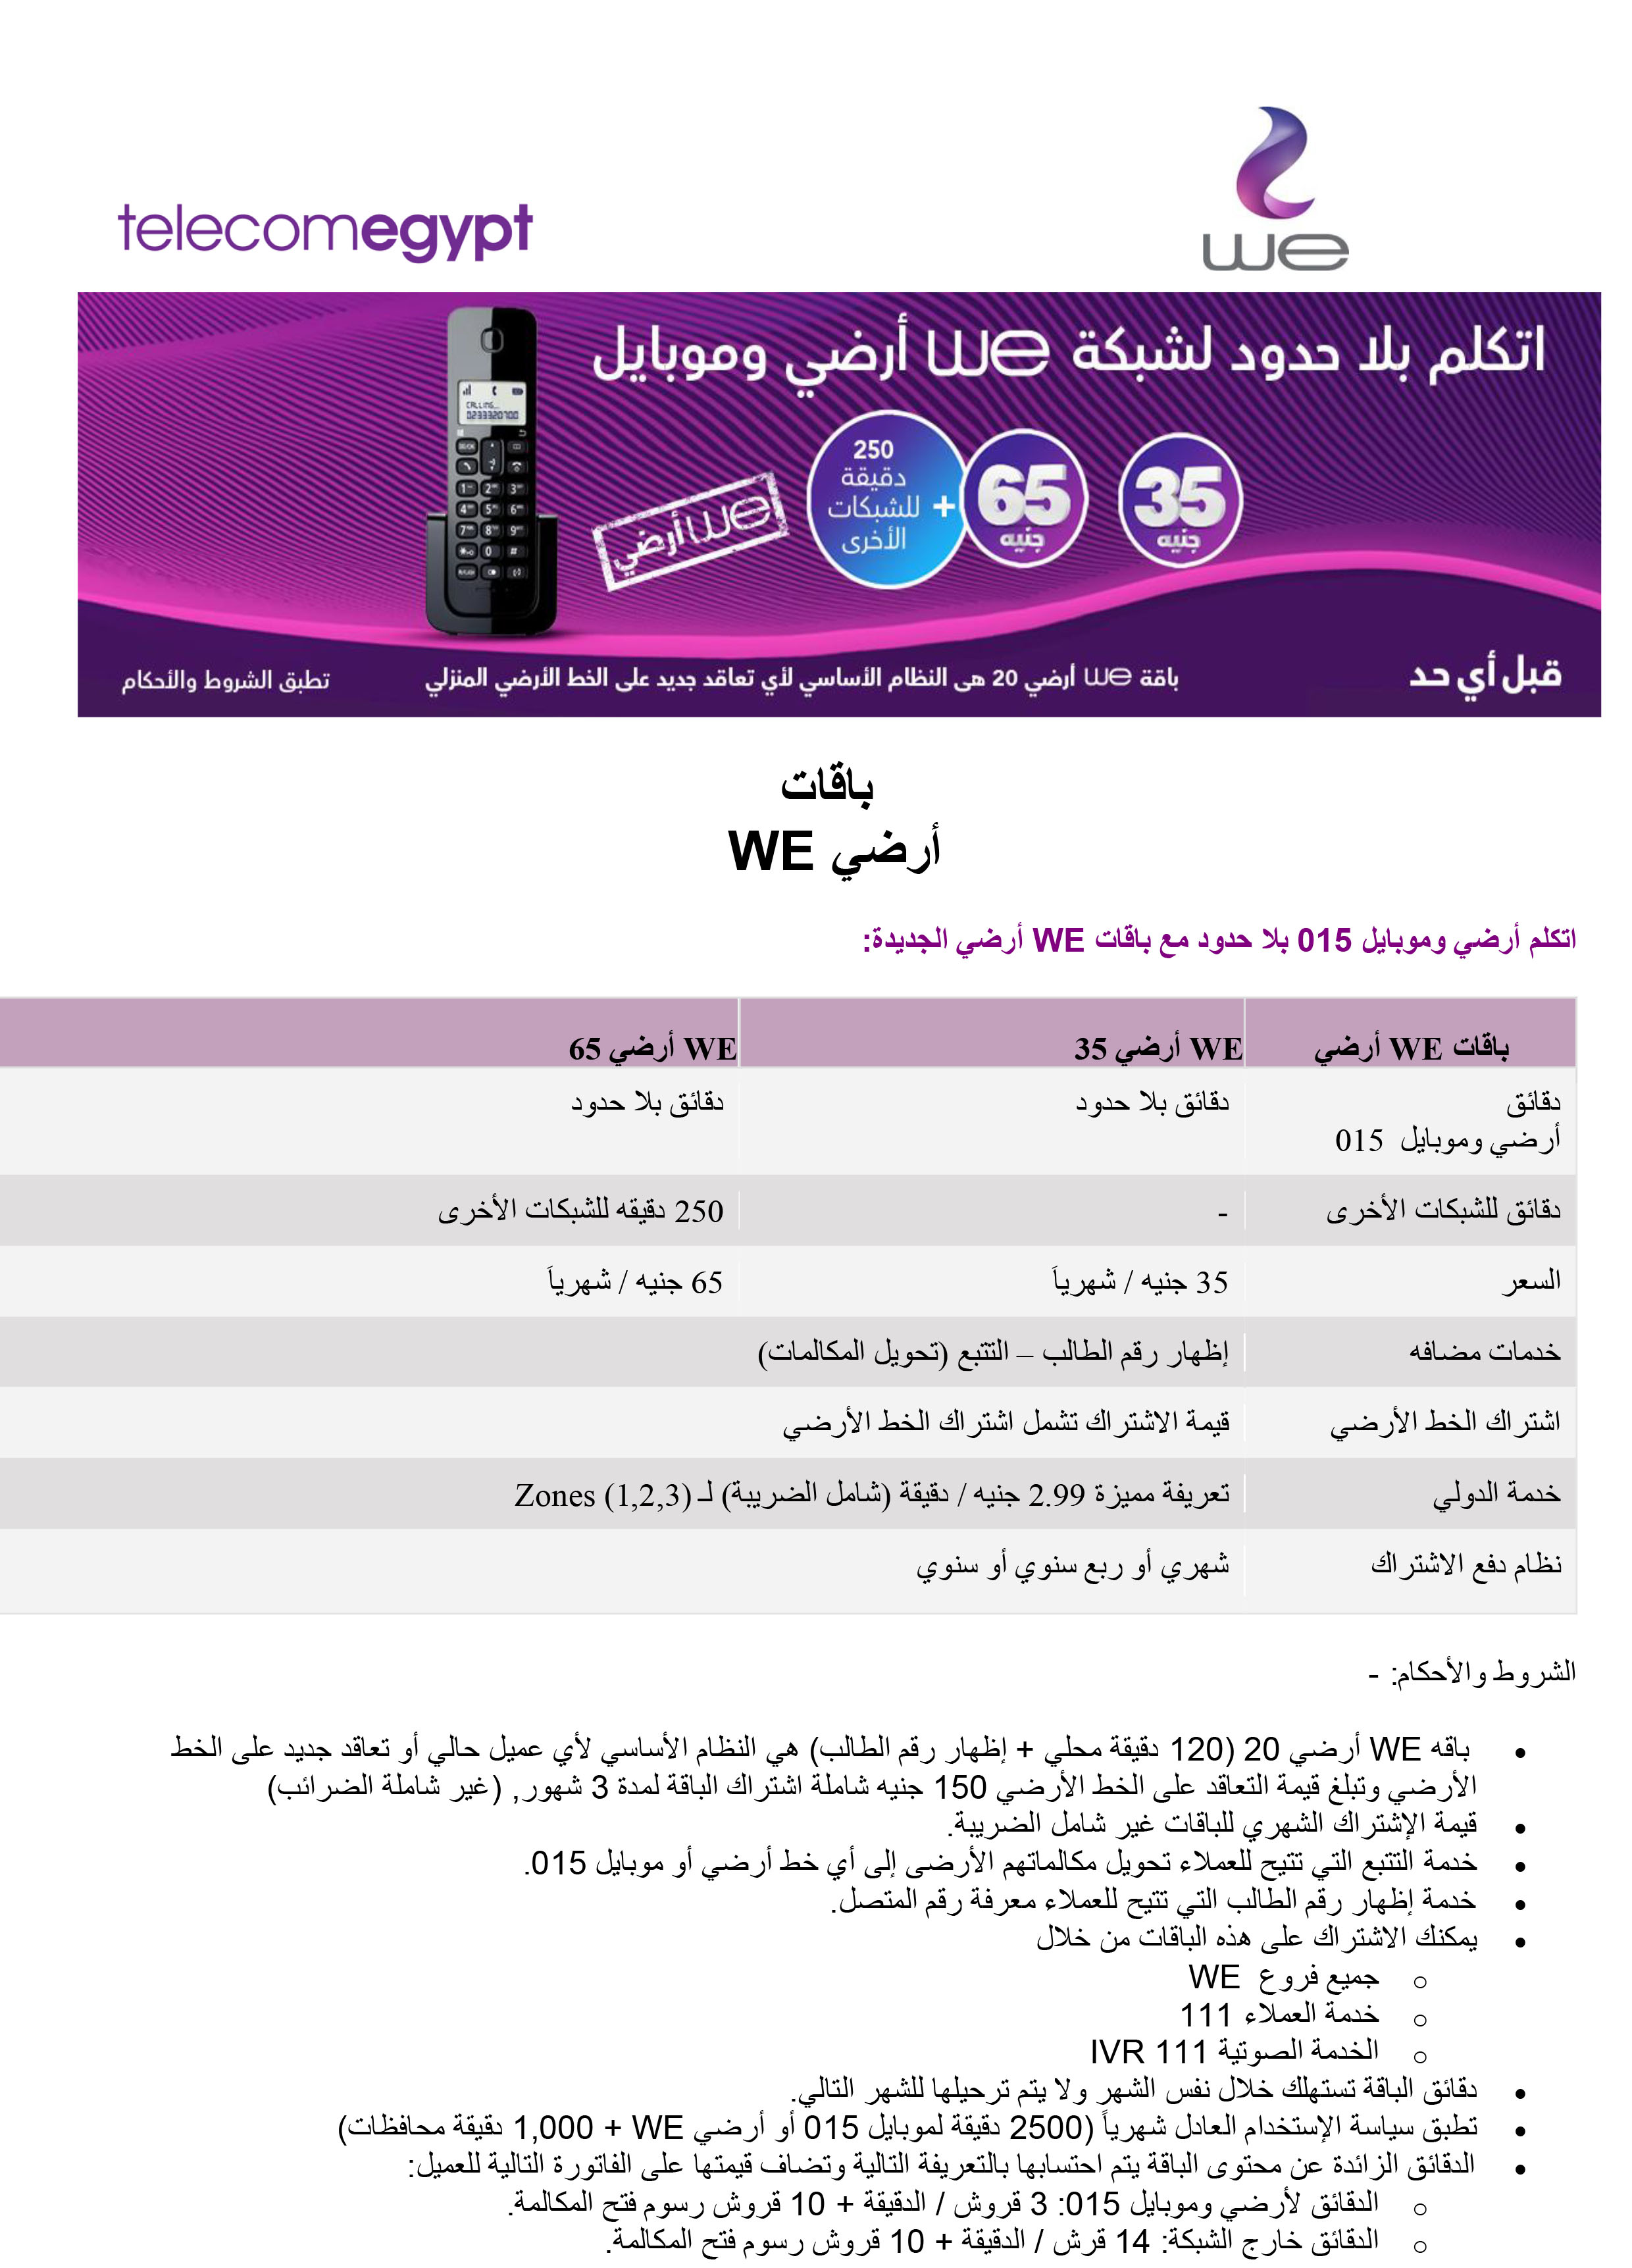 telecomegypt
we
اتكلم بلا حدود لشبكة we أرضي وموبايل
35
جنيه
65
جنيه
+
250
دقيقة
للشبكات
الأخرى
we أرضي
CALLING...
0233320700
قبل أي حد
باقة we أرضي 20 هى النظام الأساسي لأي تعاقد جديد على الخط الأرضي المنزلي
تطبق الشروط والأحكام
باقات
أرضي WE
اتكلم أرضي وموبايل 015 بلا حدود مع باقات WE أرضي الجديدة:
باقات WE أرضي
WE أرضي 35
WE أرضي 65
دقائق
أرضي وموبايل 015
دقائق بلا حدود
دقائق بلا حدود
دقائق للشبكات الأخرى
-
250 دقيقه للشبكات الأخرى
السعر
35 جنيه / شهرياَ
65 جنيه / شهرياَ
خدمات مضافه
إظهار رقم الطالب – التتبع (تحويل المكالمات)
اشتراك الخط الأرضي
قيمة الاشتراك تشمل اشتراك الخط الأرضي
خدمة الدولي
تعريفة مميزة 2.99 جنيه / دقيقة (شامل الضريبة) لـ Zones (1,2,3)
نظام دفع الاشتراك
شهري أو ربع سنوي أو سنوي
الشروط والأحكام: -
• باقه WE أرضي 20 (120 دقيقة محلي + إظهار رقم الطالب) هي النظام الأساسي لأي عميل حالي أو تعاقد جديد على الخط
الأرضي وتبلغ قيمة التعاقد على الخط الأرضي 150 جنيه شاملة اشتراك الباقة لمدة 3 شهور, (غير شاملة الضرائب)
• قيمة الإشتراك الشهري للباقات غير شامل الضريبة.
• خدمة التتبع التي تتيح للعملاء تحويل مكالماتهم الأرضى إلى أي خط أرضي أو موبايل 015.
• خدمة إظهار رقم الطالب التي تتيح للعملاء معرفة رقم المتصل.
• يمكنك الاشتراك على هذه الباقات من خلال
o جميع فروع WE
o خدمة العملاء 111
o الخدمة الصوتية IVR 111
• دقائق الباقة تستهلك خلال نفس الشهر ولا يتم ترحيلها للشهر التالي.
• تطبق سياسة الإستخدام العادل شهرياً (2500 دقيقة لموبايل 015 أو أرضي WE + 1,000 دقيقة محافظات)
• الدقائق الزائدة عن محتوى الباقة يتم احتسابها بالتعريفة التالية وتضاف قيمتها على الفاتورة التالية للعميل:
o الدقائق لأرضي وموبايل 015: 3 قروش / الدقيقة + 10 قروش رسوم فتح المكالمة.
o الدقائق خارج الشبكة: 14 قرش / الدقيقة + 10 قروش رسوم فتح المكالمة.